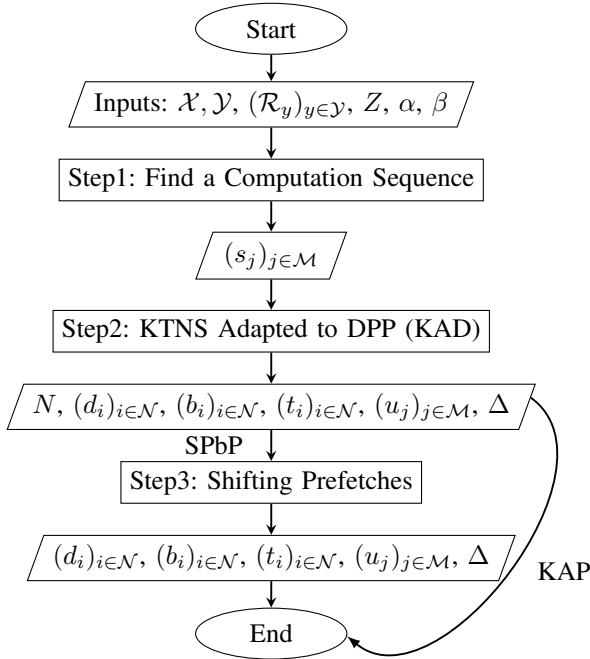 Start
Inputs: 𝒳, 𝒴, (ℛ_y)_{y∈𝒴}, Z, α, β
Step1: Find a Computation Sequence
(s_j)_{j∈ℳ}
Step2: KTNS Adapted to DPP (KAD)
N, (d_i)_{i∈𝒩}, (b_i)_{i∈𝒩}, (t_i)_{i∈𝒩}, (u_j)_{j∈ℳ}, Δ
SPbP
Step3: Shifting Prefetches
(d_i)_{i∈𝒩}, (b_i)_{i∈𝒩}, (t_i)_{i∈𝒩}, (u_j)_{j∈ℳ}, Δ
KAP
End